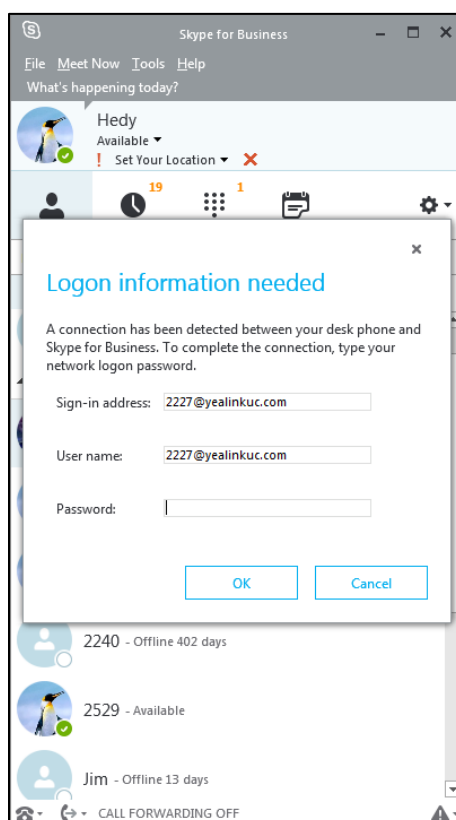 Skype for Business
File Meet Now Tools Help
What's happening today?
Hedy
Available
! Set Your Location
19
1
Logon information needed
A connection has been detected between your desk phone and
Skype for Business. To complete the connection, type your
network logon password.
Sign-in address: 2227@yealinkuc.com
User name: 2227@yealinkuc.com
Password:
OK Cancel
2240 - Offline 402 days
2529 - Available
Jim - Offline 13 days
CALL FORWARDING OFF